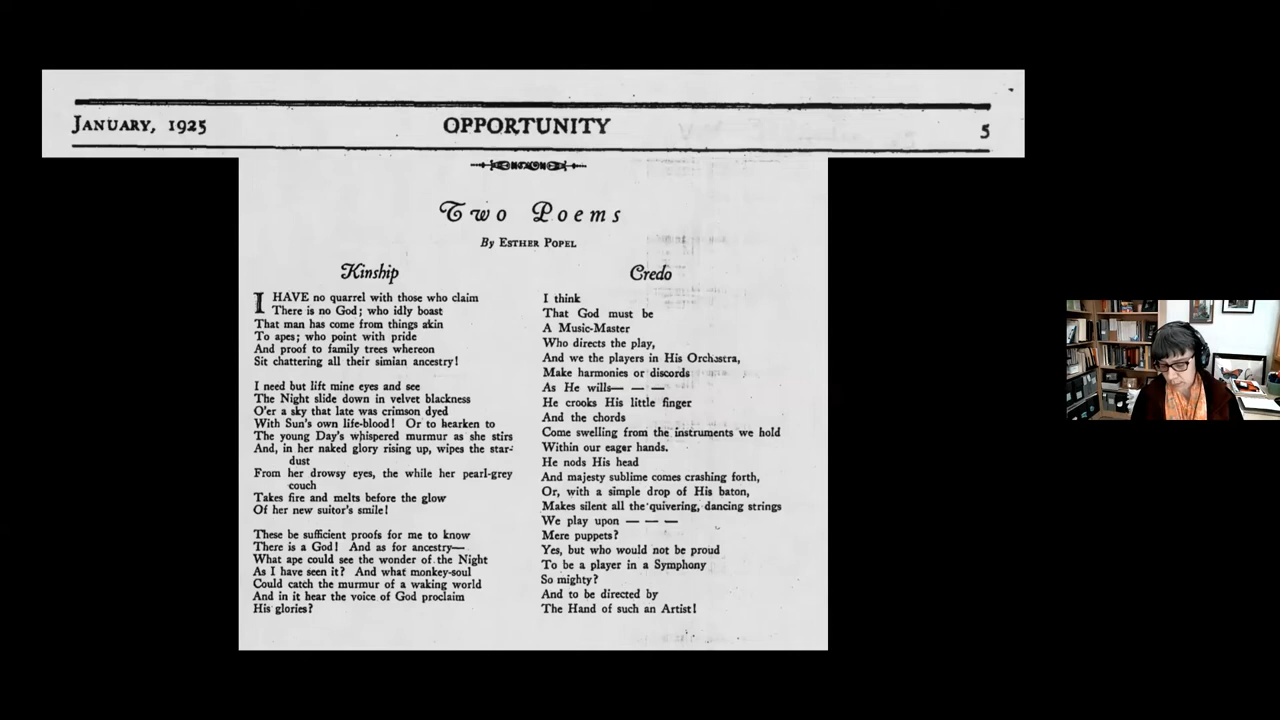 JANUARY, 1925
OPPORTUNITY
5
Two Poems
By ESTHER POPEL
Kinship
I HAVE no quarrel with those who claim
There is no God; who idly boast
That man has come from things akin
To apes; who point with pride
And proof to family trees whereon
Sit chattering all their simian ancestry!
I need but lift mine eyes and see
The Night slide down in velvet blackness
O'er a sky that late was crimson dyed
With Sun's own life-blood! Or to hearken to
The young Day's whispered murmur as she stirs
And, in her naked glory rising up, wipes the star-
dust
From her drowsy eyes, the while her pearl-grey
couch
Takes fire and melts before the glow
Of her new suitor's smile!
These be sufficient proofs for me to know
There is a God! And as for ancestry—
What ape could see the wonder of the Night
As I have seen it? And what monkey-soul
Could catch the murmur of a waking world
And in it hear the voice of God proclaim
His glories?
Credo
I think
That God must be
A Music-Master
Who directs the play,
And we the players in His Orchestra,
Make harmonies or discords
As He wills— — —
He crooks His little finger
And the chords
Come swelling from the instruments we hold
Within our eager hands.
He nods His head
And majesty sublime comes crashing forth,
Or, with a simple drop of His baton,
Makes silent all the quivering, dancing strings
We play upon — — —
Mere puppets?
Yes, but who would not be proud
To be a player in a Symphony
So mighty?
And to be directed by
The Hand of such an Artist!